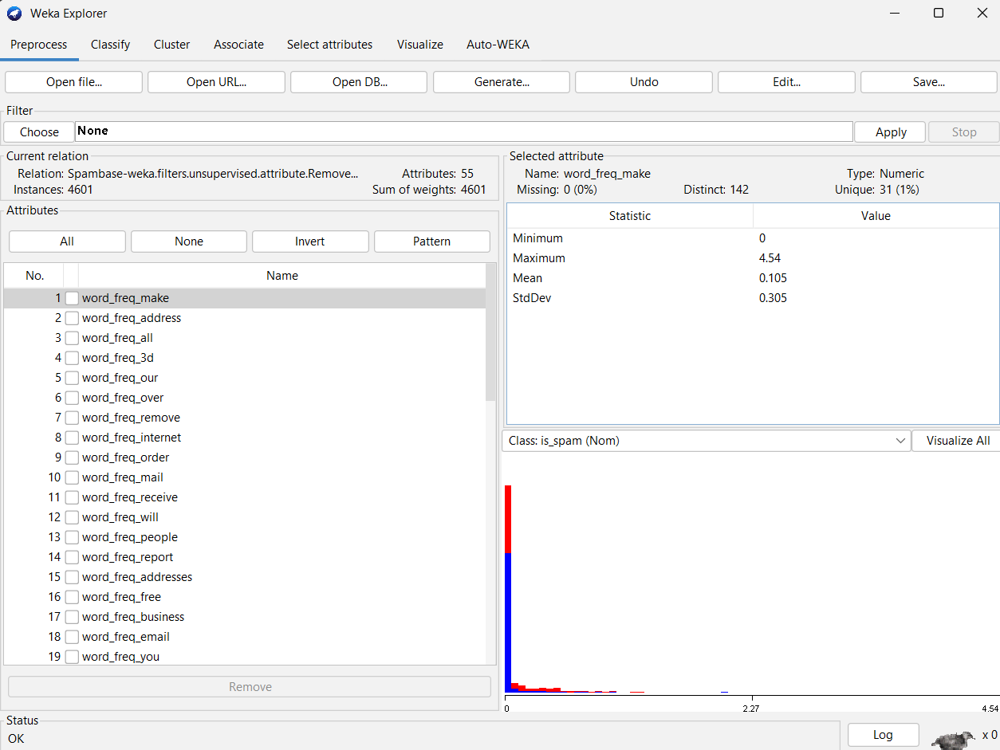 Weka Explorer
Preprocess Classify Cluster Associate Select attributes Visualize Auto-WEKA
Open file... Open URL... Open DB... Generate... Undo Edit... Save...
Filter
Choose None Apply Stop
Current relation
Relation: Spambase-weka.filters.unsupervised.attribute.Remove... Attributes: 55
Instances: 4601 Sum of weights: 4601
Attributes
All None Invert Pattern
No. Name
1 word_freq_make
2 word_freq_address
3 word_freq_all
4 word_freq_3d
5 word_freq_our
6 word_freq_over
7 word_freq_remove
8 word_freq_internet
9 word_freq_order
10 word_freq_mail
11 word_freq_receive
12 word_freq_will
13 word_freq_people
14 word_freq_report
15 word_freq_addresses
16 word_freq_free
17 word_freq_business
18 word_freq_email
19 word_freq_you
Remove
Selected attribute
Name: word_freq_make Type: Numeric
Missing: 0 (0%) Distinct: 142 Unique: 31 (1%)
Statistic Value
Minimum 0
Maximum 4.54
Mean 0.105
StdDev 0.305
Class: is_spam (Nom) Visualize All
0 2.27 4.54
Status
OK
Log x 0